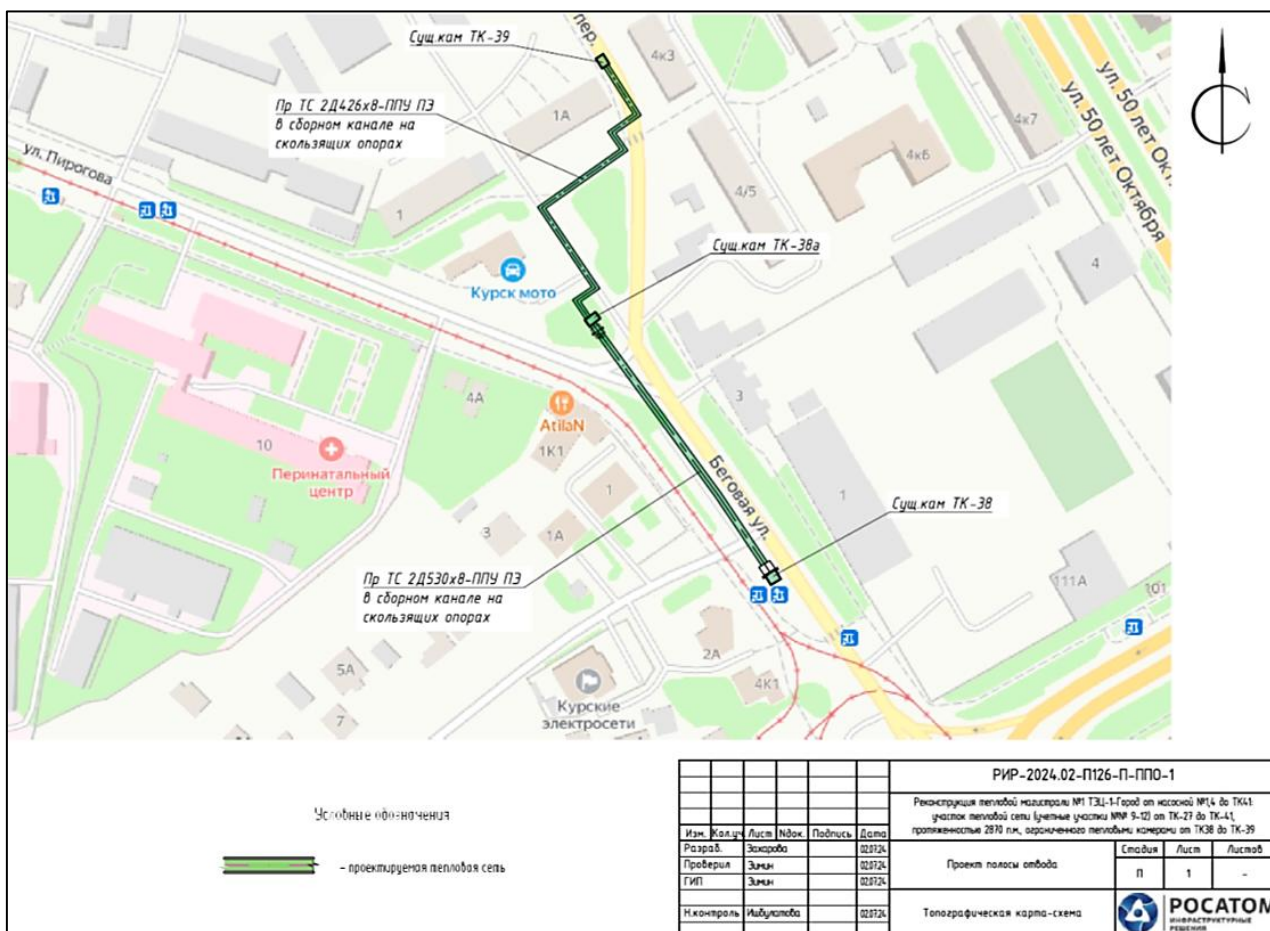 Сущ.кам ТК-39
пер.
4к3
Пр ТС 2Д426х8-ППУ ПЭ
в сборном канале на
скользящих опорах
1А
ул. 50 лет Октября
ул. 50 лет Окт
4к7
4к6
ул. Пирогова
4/5
1
Сущ.кам ТК-38а
4
Курск мото
3
4А
AtilaN
1К1
10
Перинатальный
центр
1
1
Беговая ул.
Сущ.кам ТК-38
3
1А
Пр ТС 2Д530х8-ППУ ПЭ
в сборном канале на
скользящих опорах
111А
101
2А
5А
4К1
7
Курские
электросети
Условные обозначения
- проектируемая тепловая сеть
РИР-2024.02-П126-П-ППО-1
Реконструкция тепловой магистрали №1 ТЭЦ-1-Город от насосной №1,4 до ТК41:
участок тепловой сети (учетные участки №№ 9-12) от ТК-27 до ТК-41,
протяженностью 2870 п.м., ограниченного тепловыми камерами от ТК38 до ТК-39
Изм. Кол.уч Лист Nдок. Подпись Дата
Разраб. Захарова 02.07.24
Проверил Зимин 02.07.24
ГИП Зимин 02.07.24
Н.контроль Ишбулатова 02.07.24
Проект полосы отвода
Стадия Лист Листов
П 1 -
Топографическая карта-схема
РОСАТОМ
ИНФРАСТРУКТУРНЫЕ
РЕШЕНИЯ